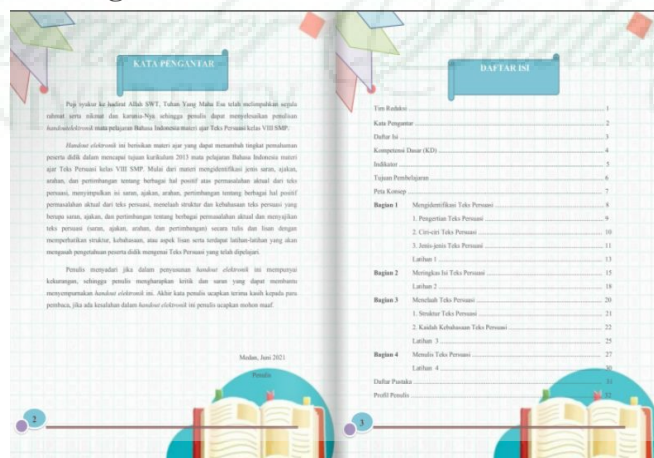 KATA PENGANTAR
Puji syukur ke hadirat Allah SWT, Tuhan Yang Maha Esa telah melimpahkan segala
rahmat serta nikmat dan karunia-Nya sehingga penulis dapat menyelesaikan penulisan
handoutelektronik mata pelajaran Bahasa Indonesia materi ajar Teks Persuasi kelas VIII SMP.
Handout elektronik ini berisikan materi ajar yang dapat menambah tingkat pemahaman
peserta didik dalam mencapai tujuan kurikulum 2013 mata pelajaran Bahasa Indonesia materi
ajar Teks Persuasi kelas VIII SMP. Mulai dari materi mengidentifikasi jenis saran, ajakan,
arahan, dan pertimbangan tentang berbagai hal positif atas permasalahan aktual dari teks
persuasi, menyimpulkan isi saran, ajakan, arahan, pertimbangan tentang berbagai hal positif
permasalahan aktual dari teks persuasi, menelaah struktur dan kebahasaan teks persuasi yang
berupa saran, ajakan, dan pertimbangan tentang berbagai permasalahan aktual dan menyajikan
teks persuasi (saran, ajakan, arahan, dan pertimbangan) secara tulis dan lisan dengan
memperhatikan struktur, kebahasaan, atau aspek lisan serta terdapat latihan-latihan yang akan
mengasah pengetahuan peserta didik mengenai Teks Persuasi yang telah dipelajari.
Penulis menyadari jika dalam penyusunan handout elektronik ini mempunyai
kekurangan, sehingga penulis mengharapkan kritik dan saran yang dapat membantu
menyempurnakan handout elektronik ini. Akhir kata penulis ucapkan terima kasih kepada para
pembaca, jika ada kesalahan dalam handout elektronik ini penulis ucapkan mohon maaf.
Medan, Juni 2021
Penulis
2
DAFTAR ISI
Tim Redaksi 1
Kata Pengantar 2
Daftar Isi 3
Kompetensi Dasar (KD) 4
Indikator 5
Tujuan Pembelajaran 6
Peta Konsep 7
Bagian 1 Mengidentifikasi Teks Persuasi 8
1. Pengertian Teks Persuasi 9
2. Ciri-ciri Teks Persuasi 10
3. Jenis-jenis Teks Persuasi 11
Latihan 1 13
Bagian 2 Meringkas Isi Teks Persuasi 15
Latihan 2 18
Bagian 3 Menelaah Teks Persuasi 20
1. Struktur Teks Persuasi 21
2. Kaidah Kebahasaan Teks Persuasi 22
Latihan 3 25
Bagian 4 Menulis Teks Persuasi 27
Latihan 4 30
Daftar Pustaka 31
Profil Penulis 32
3